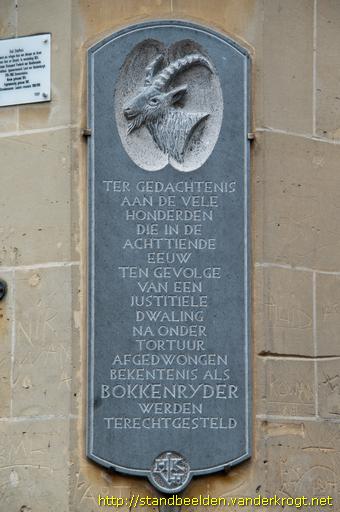 TER GEDACHTENIS
AAN DE VELE
HONDERDEN
DIE IN DE
ACHTTIENDE
EEUW
TEN GEVOLGE
VAN EEN
JUSTITIELE
DWALING
NA ONDER
TORTUUR
AFGEDWONGEN
BEKENTENIS ALS
BOKKENRYDER
WERDEN
TERECHTGESTELD
http://standbeelden.vanderkrogt.net